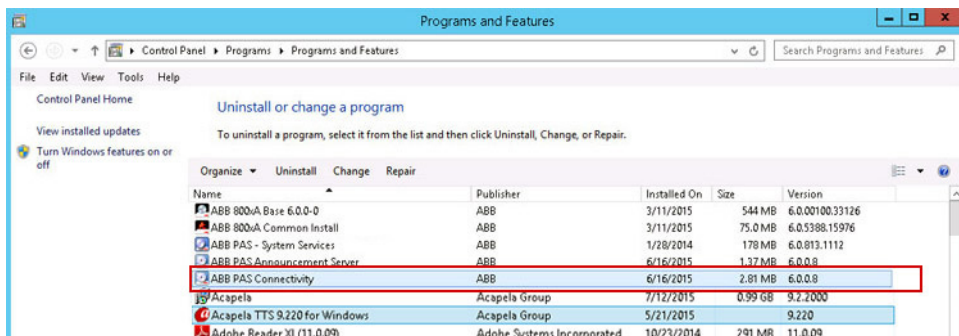 Programs and Features
Control Panel Programs Programs and Features Search Programs and Features
File Edit View Tools Help
Control Panel Home
View installed updates
Turn Windows features on or
off
Uninstall or change a program
To uninstall a program, select it from the list and then click Uninstall, Change, or Repair.
Organize Uninstall Change Repair
Name Publisher Installed On Size Version
ABB 800xA Base 6.0.0-0 ABB 3/11/2015 544 MB 6.0.00100.33126
ABB 800xA Common Install ABB 3/11/2015 75.0 MB 6.0.5388.15976
ABB PAS - System Services ABB 1/28/2014 178 MB 6.0.813.1112
ABB PAS Announcement Server ABB 6/16/2015 1.37 MB 6.0.0.8
ABB PAS Connectivity ABB 6/16/2015 2.81 MB 6.0.0.8
Acapela Acapela Group 7/12/2015 0.99 GB 9.2.2000
Acapela TTS 9.220 for Windows Acapela Group 5/21/2015 9.220
Adobe Reader XI (11.0.09) Adobe Systems Incorporated 10/23/2014 291 MB 11.0.09